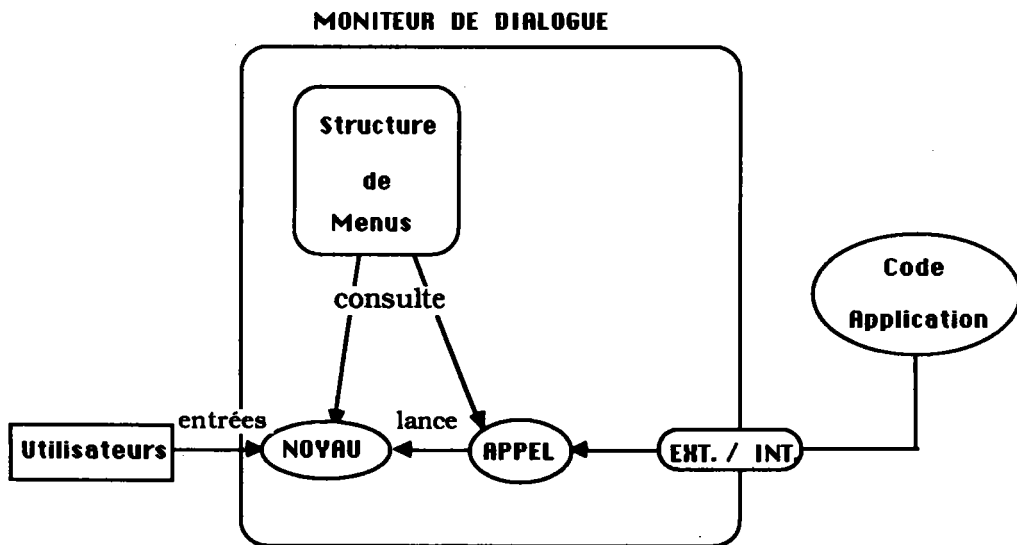 MONITEUR DE DIALOGUE
Structure
de
Menus
consulte
Code
Application
entrées
lance
Utilisateurs
NOYAU
APPEL
EXT. / INT.